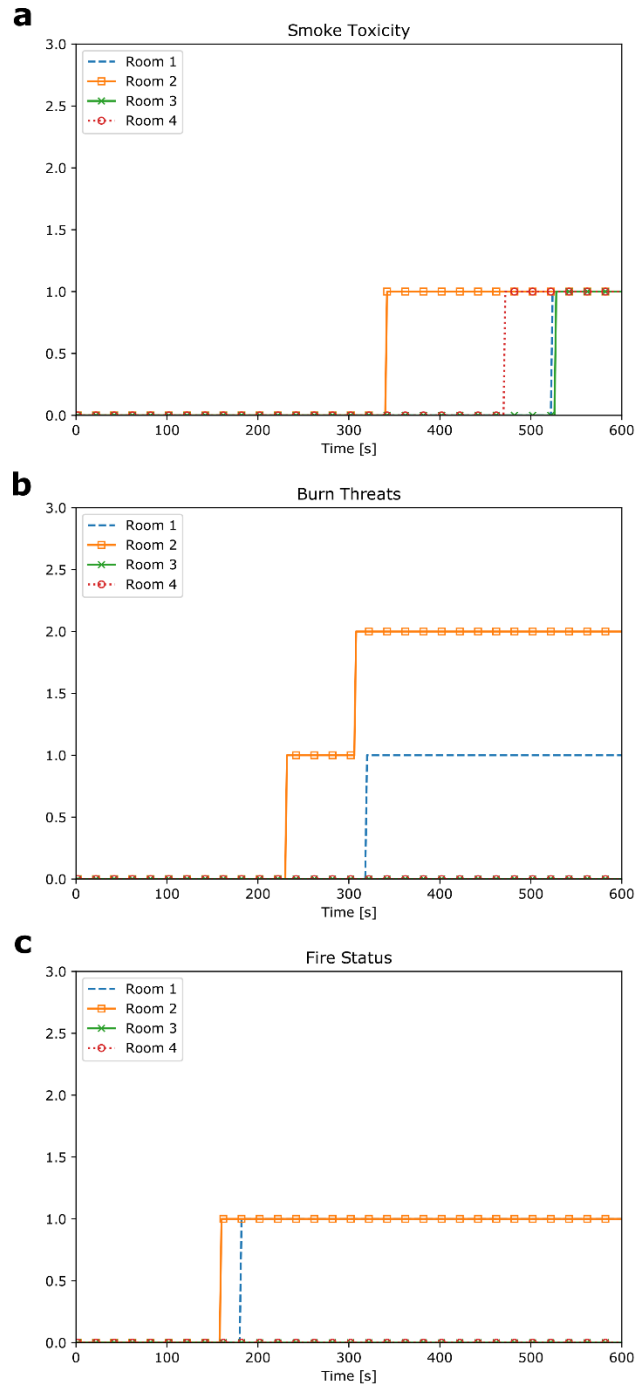 a
Smoke Toxicity
3.0
2.5
2.0
1.5
1.0
0.5
0.0
Room 1
Room 2
Room 3
Room 4
0 100 200 300 400 500 600
Time [s]
b
Burn Threats
3.0
2.5
2.0
1.5
1.0
0.5
0.0
Room 1
Room 2
Room 3
Room 4
0 100 200 300 400 500 600
Time [s]
c
Fire Status
3.0
2.5
2.0
1.5
1.0
0.5
0.0
Room 1
Room 2
Room 3
Room 4
0 100 200 300 400 500 600
Time [s]